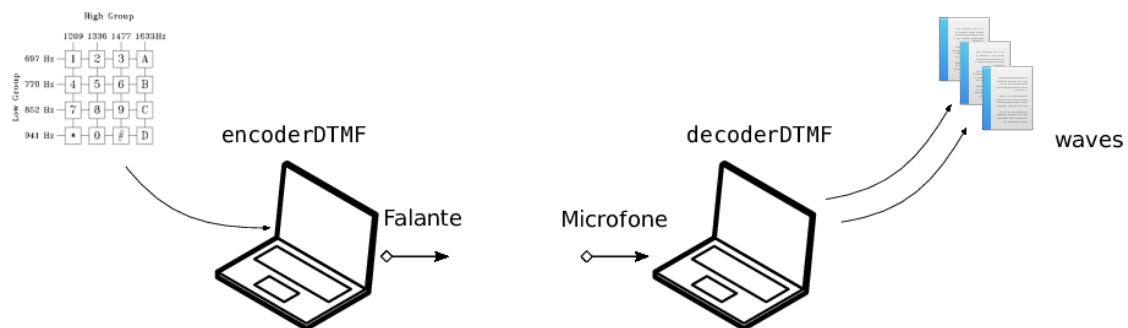 High Group
1209 1336 1477 1633Hz
Low Group
697 Hz 1 2 3 A
770 Hz 4 5 6 B
852 Hz 7 8 9 C
941 Hz * 0 # D
encoderDTMF
decoderDTMF
waves
Falante
Microfone